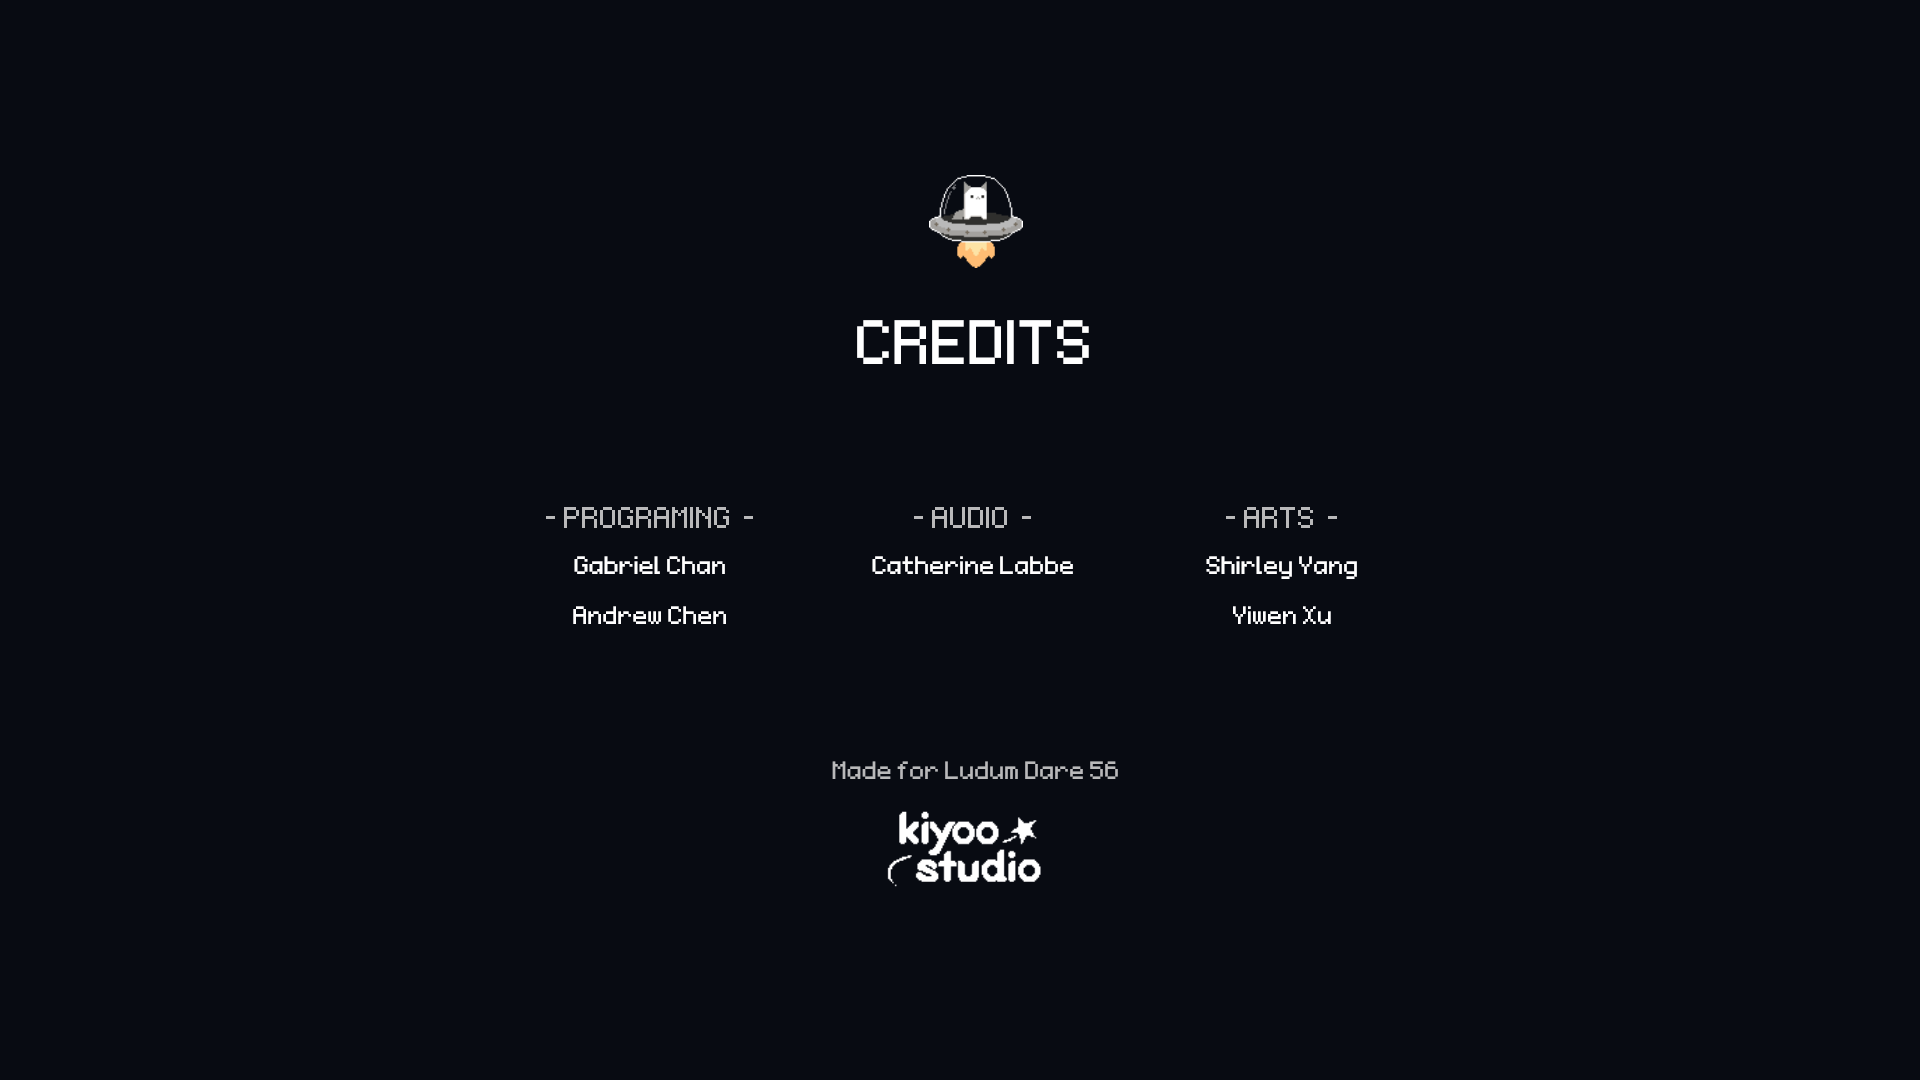 CREDITS
- PROGRAMING -
Gabriel Chan
Andrew Chen
- AUDIO -
Catherine Labbe
- ARTS -
Shirley Yang
Yiwen Xu
Made for Ludum Dare 56
kiyoo
studio